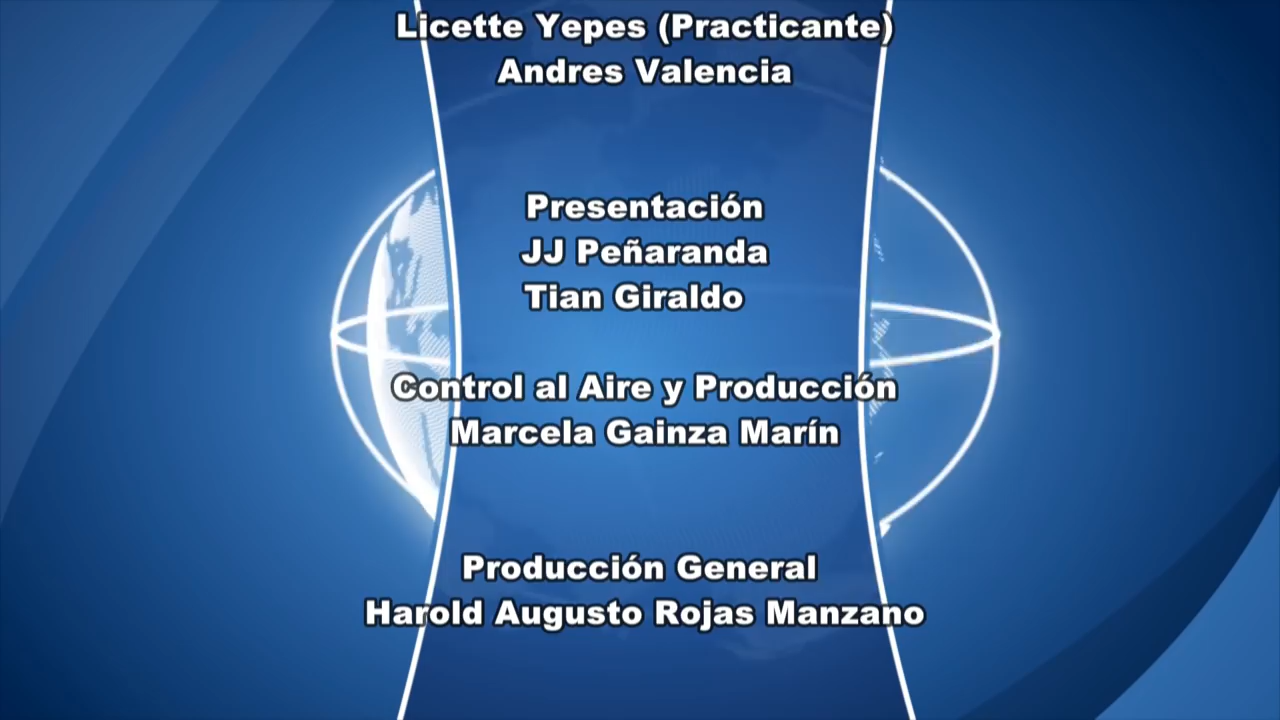 Licette Yepes (Practicante)
Andres Valencia
Presentación
JJ Peñaranda
Tian Giraldo
Control al Aire y Producción
Marcela Gainza Marín
Producción General
Harold Augusto Rojas Manzano